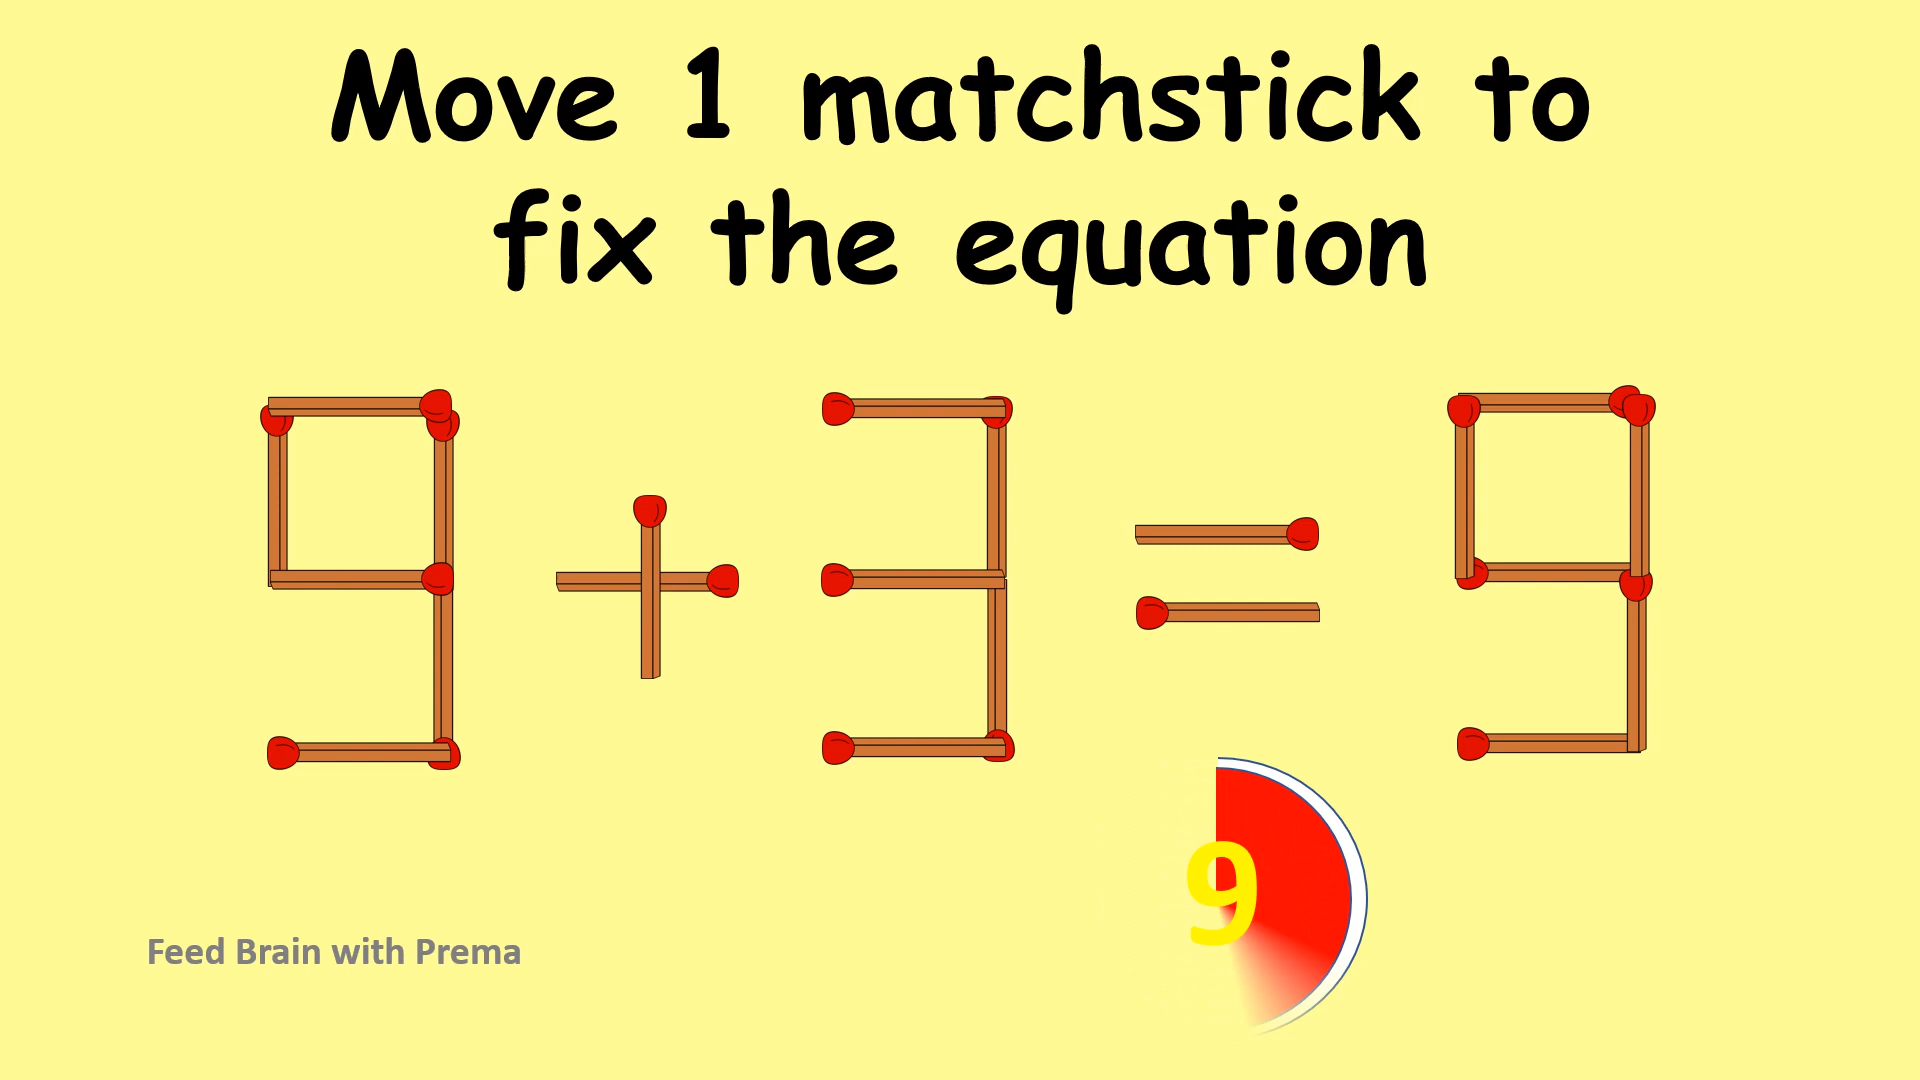 Move 1 matchstick to
fix the equation
9 + 3 = 9
9
Feed Brain with Prema